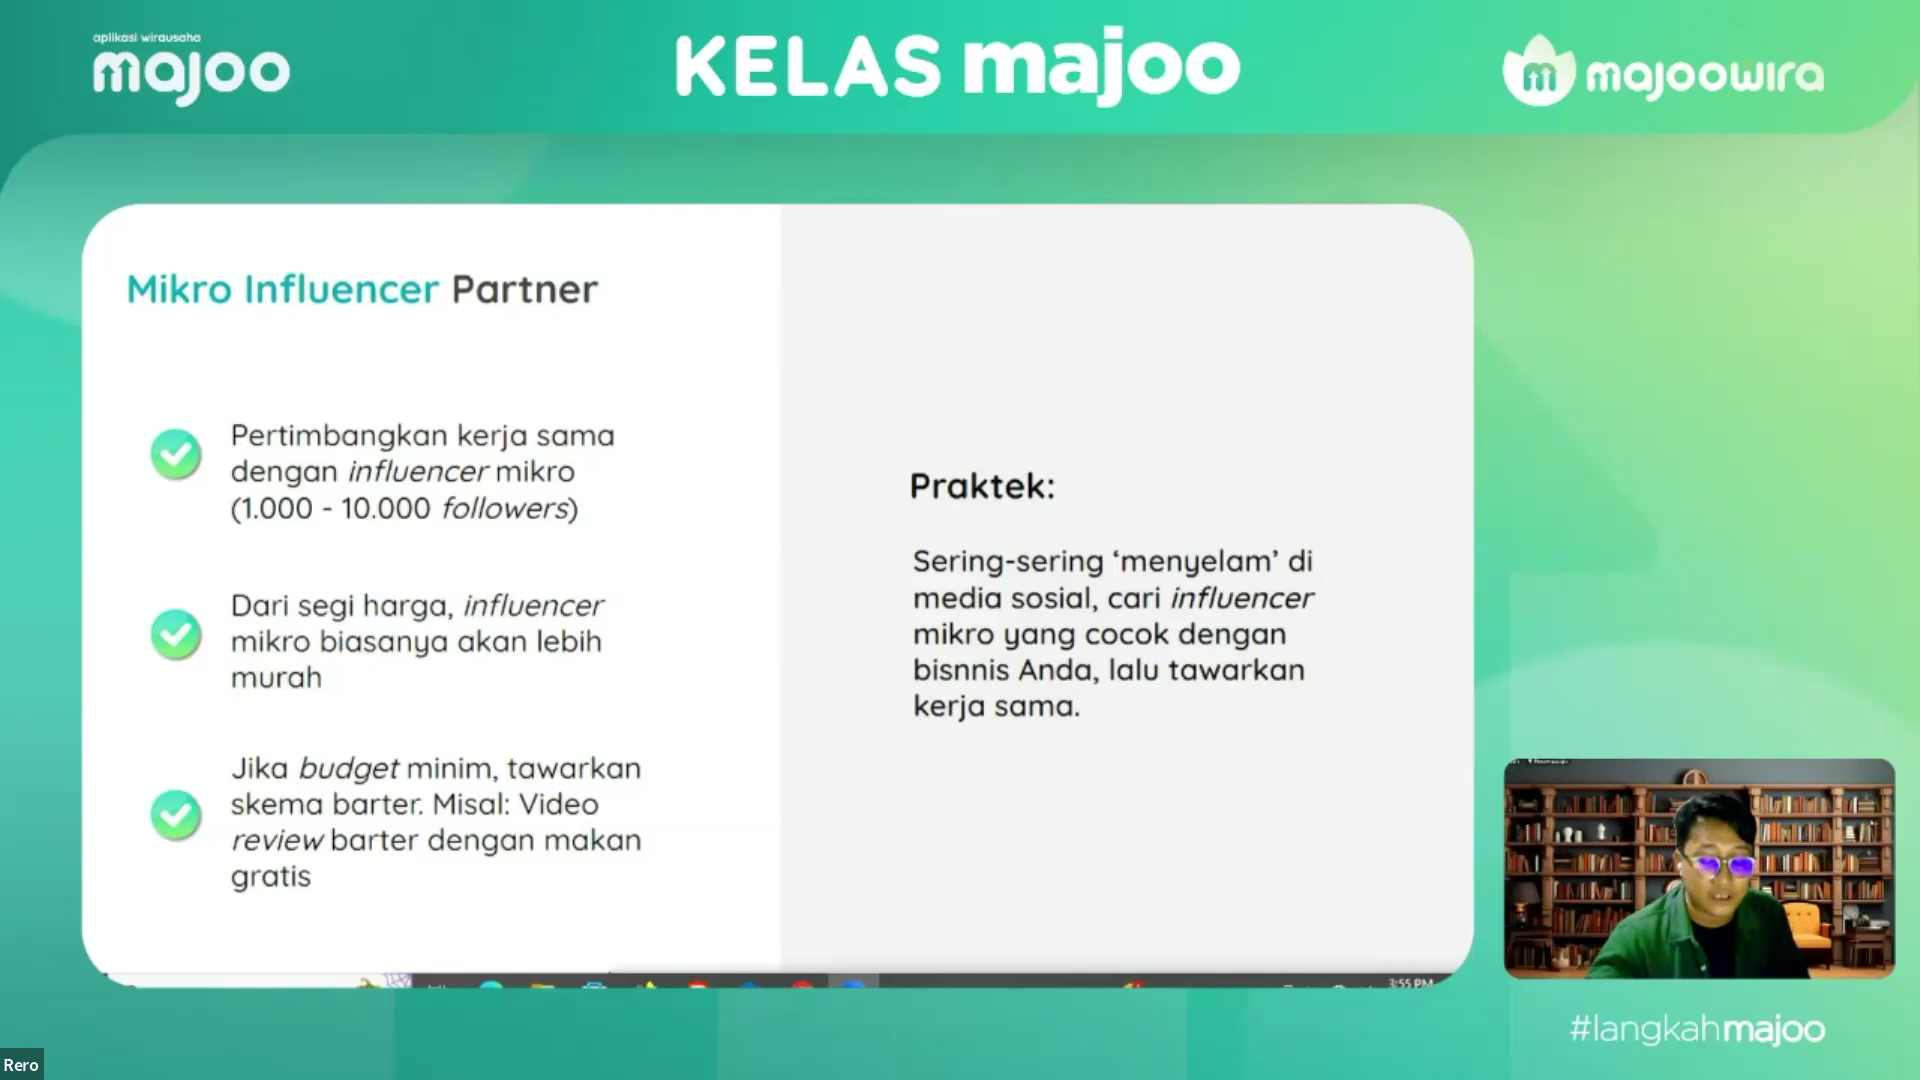 aplikasi wirausaha
majoo
KELAS majoo
majoowira
Mikro Influencer Partner
Pertimbangkan kerja sama
dengan influencer mikro
(1.000 - 10.000 followers)
Dari segi harga, influencer
mikro biasanya akan lebih
murah
Jika budget minim, tawarkan
skema barter. Misal: Video
review barter dengan makan
gratis
Praktek:
Sering-sering ‘menyelam’ di
media sosial, cari influencer
mikro yang cocok dengan
bisnnis Anda, lalu tawarkan
kerja sama.
3:55 PM
#langkahmajoo
Rero